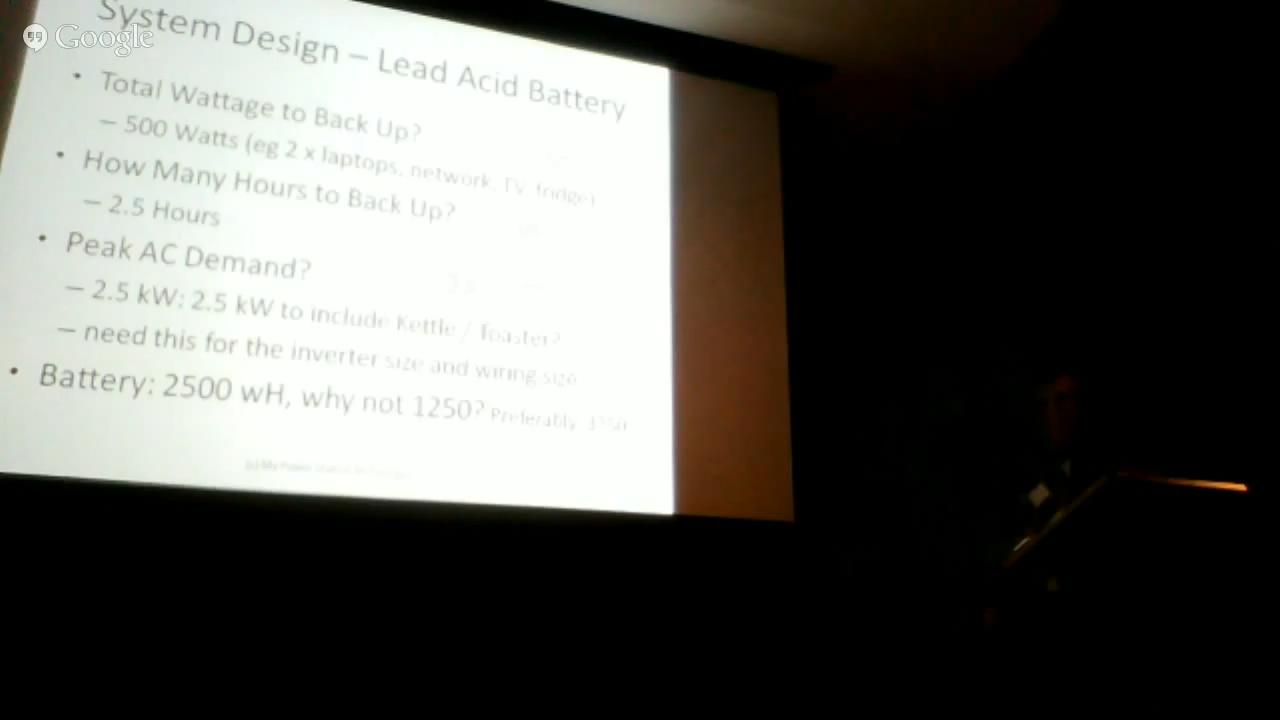 Google
System Design – Lead Acid Battery
• Total Wattage to Back Up?
– 500 Watts (eg 2 x laptops, network, TV, fridge)
• How Many Hours to Back Up?
– 2.5 Hours
• Peak AC Demand?
– 2.5 kW: 2.5 kW to include Kettle / Toaster?
– need this for the inverter size and wiring size
• Battery: 2500 wH, why not 1250? Preferably
(c) My Power